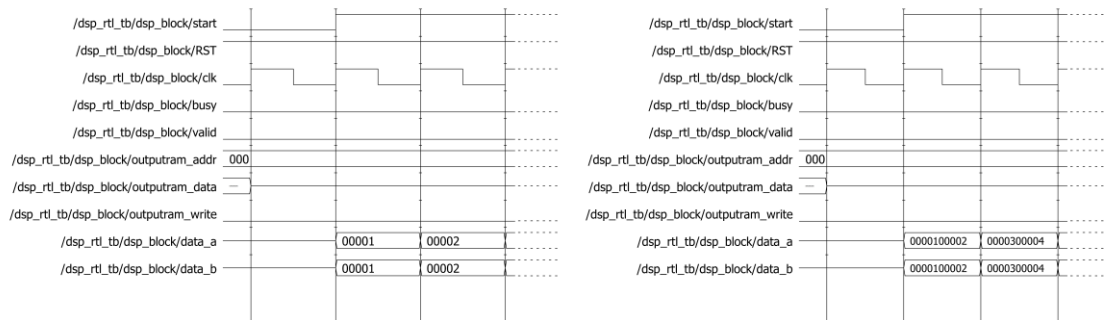 /dsp_rtl_tb/dsp_block/start
/dsp_rtl_tb/dsp_block/RST
/dsp_rtl_tb/dsp_block/clk
/dsp_rtl_tb/dsp_block/busy
/dsp_rtl_tb/dsp_block/valid
/dsp_rtl_tb/dsp_block/outputram_addr 000
/dsp_rtl_tb/dsp_block/outputram_data
/dsp_rtl_tb/dsp_block/outputram_write
/dsp_rtl_tb/dsp_block/data_a 00001 00002
/dsp_rtl_tb/dsp_block/data_b 00001 00002
/dsp_rtl_tb/dsp_block/start
/dsp_rtl_tb/dsp_block/RST
/dsp_rtl_tb/dsp_block/clk
/dsp_rtl_tb/dsp_block/busy
/dsp_rtl_tb/dsp_block/valid
/dsp_rtl_tb/dsp_block/outputram_addr 000
/dsp_rtl_tb/dsp_block/outputram_data
/dsp_rtl_tb/dsp_block/outputram_write
/dsp_rtl_tb/dsp_block/data_a 0000100002 0000300004
/dsp_rtl_tb/dsp_block/data_b 0000100002 0000300004